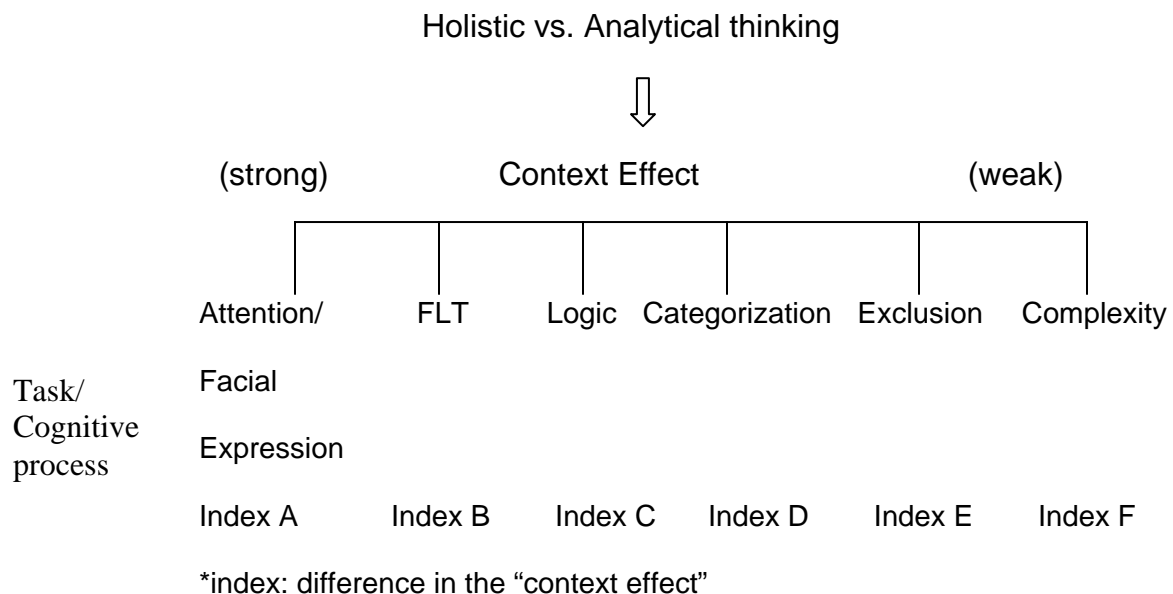 Holistic vs. Analytical thinking
(strong) Context Effect (weak)
Attention/ FLT Logic Categorization Exclusion Complexity
Facial
Expression
Task/
Cognitive
process
Index A Index B Index C Index D Index E Index F
*index: difference in the “context effect”